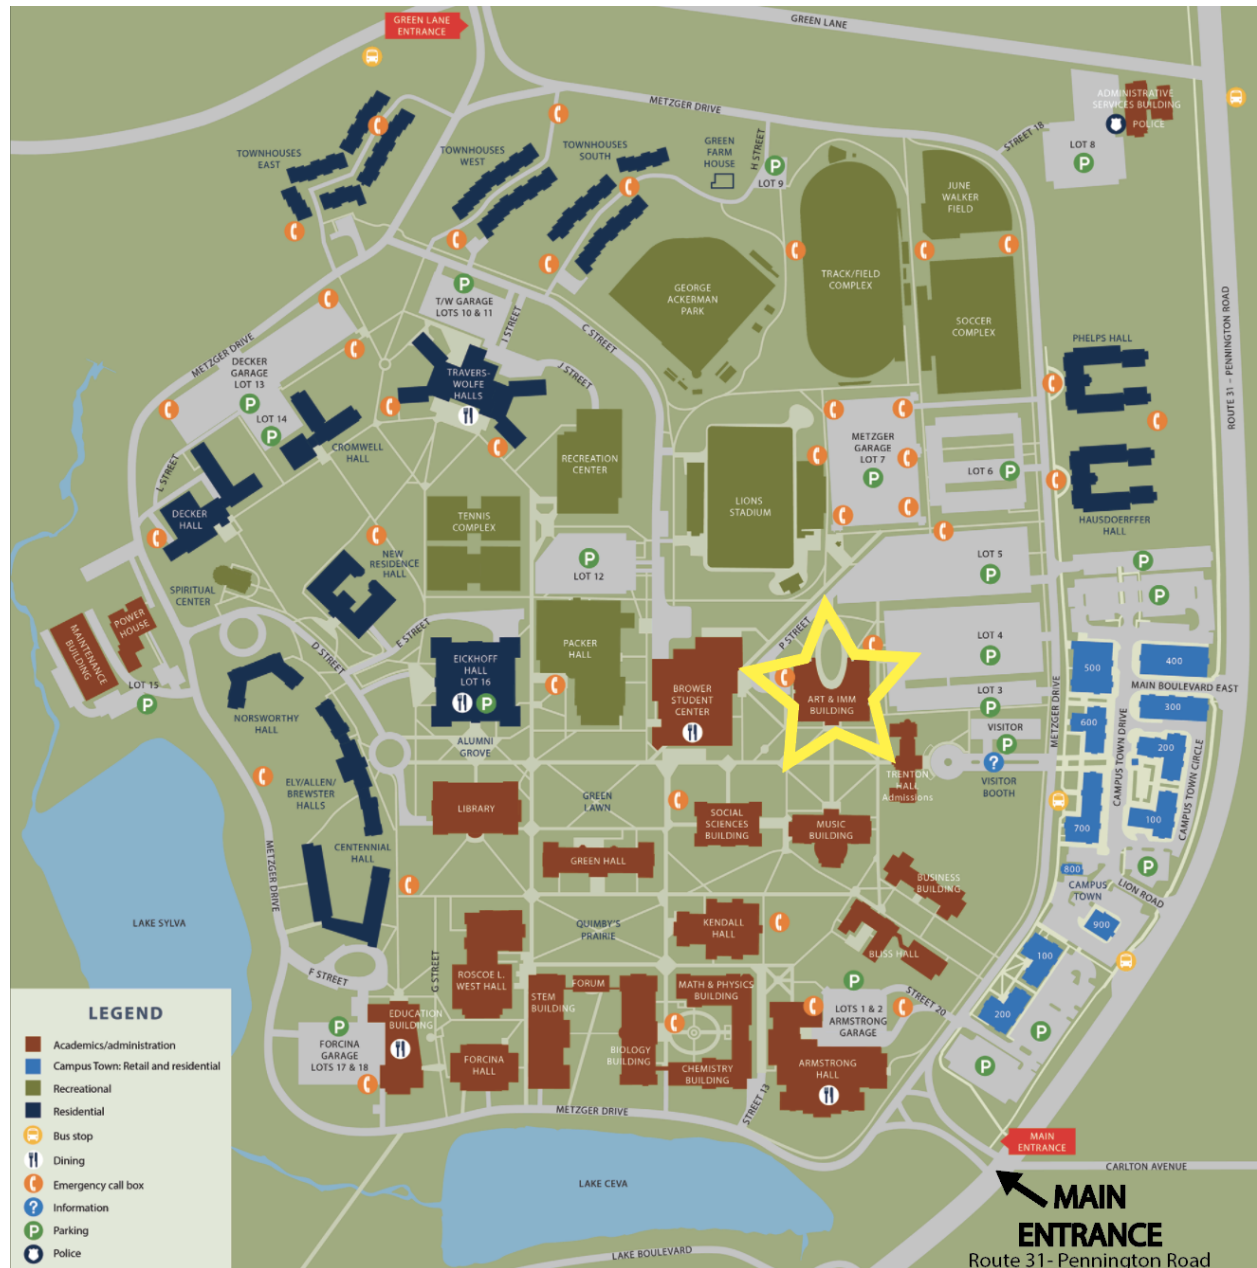 GREEN LANE
ENTRANCE
GREEN LANE
METZGER DRIVE
ADMINISTRATIVE
SERVICES BUILDING
POLICE
STREET 18
LOT 8
P
TOWNHOUSES
EAST
TOWNHOUSES
WEST
TOWNHOUSES
SOUTH
GREEN
FARM
HOUSE
H STREET
P
LOT 9
JUNE
WALKER
FIELD
TRACK/FIELD
COMPLEX
GEORGE
ACKERMAN
PARK
SOCCER
COMPLEX
ROUTE 31 – PENNINGTON ROAD
P
T/W GARAGE
LOTS 10 & 11
I STREET
C STREET
J STREET
METZGER DRIVE
DECKER
GARAGE
LOT 13
P
LOT 14
P
TRAVERS-
WOLFE
HALLS
PHELPS HALL
CROMWELL
HALL
L STREET
DECKER
HALL
RECREATION
CENTER
METZGER
GARAGE
LOT 7
P
LOT 6
P
LIONS
STADIUM
TENNIS
COMPLEX
HAUSDOERFFER
HALL
NEW
RESIDENCE
HALL
P
LOT 12
LOT 5
P
P
P
SPIRITUAL
CENTER
MAINTENANCE
BUILDING
POWER
HOUSE
LOT 15
P
D STREET
E STREET
EICKHOFF
HALL
LOT 16
P
PACKER
HALL
P STREET
LOT 4
P
LOT 3
P
BROWER
STUDENT
CENTER
ART & IMM
BUILDING
500
400
MAIN BOULEVARD EAST
300
600
200
100
700
800
METZGER DRIVE
CAMPUS TOWN DRIVE
CAMPUS TOWN CIRCLE
NORSWORTHY
HALL
ALUMNI
GROVE
VISITOR
P
?
VISITOR
BOOTH
TRENTON
HALL
Admissions
ELY/ALLEN/
BREWSTER
HALLS
LIBRARY
GREEN
LAWN
SOCIAL
SCIENCES
BUILDING
MUSIC
BUILDING
CENTENNIAL
HALL
METZGER DRIVE
GREEN HALL
BUSINESS
BUILDING
P
CAMPUS
TOWN
LION ROAD
900
100
200
P
P
LAKE SYLVA
QUIMBY'S
PRAIRIE
KENDALL
HALL
BLISS HALL
F STREET
G STREET
ROSCOE L.
WEST HALL
STEM
BUILDING
FORUM
MATH & PHYSICS
BUILDING
P
LOTS 1 & 2
ARMSTRONG
GARAGE
STREET 20
EDUCATION
BUILDING
P
FORCINA
GARAGE
LOTS 17 & 18
FORCINA
HALL
BIOLOGY
BUILDING
CHEMISTRY
BUILDING
ARMSTRONG
HALL
STREET 13
METZGER DRIVE
LAKE CEVA
LAKE BOULEVARD
MAIN
ENTRANCE
CARLTON AVENUE
MAIN
ENTRANCE
Route 31- Pennington Road
LEGEND
Academics/administration
Campus Town: Retail and residential
Recreational
Residential
Bus stop
Dining
Emergency call box
? Information
P Parking
Police